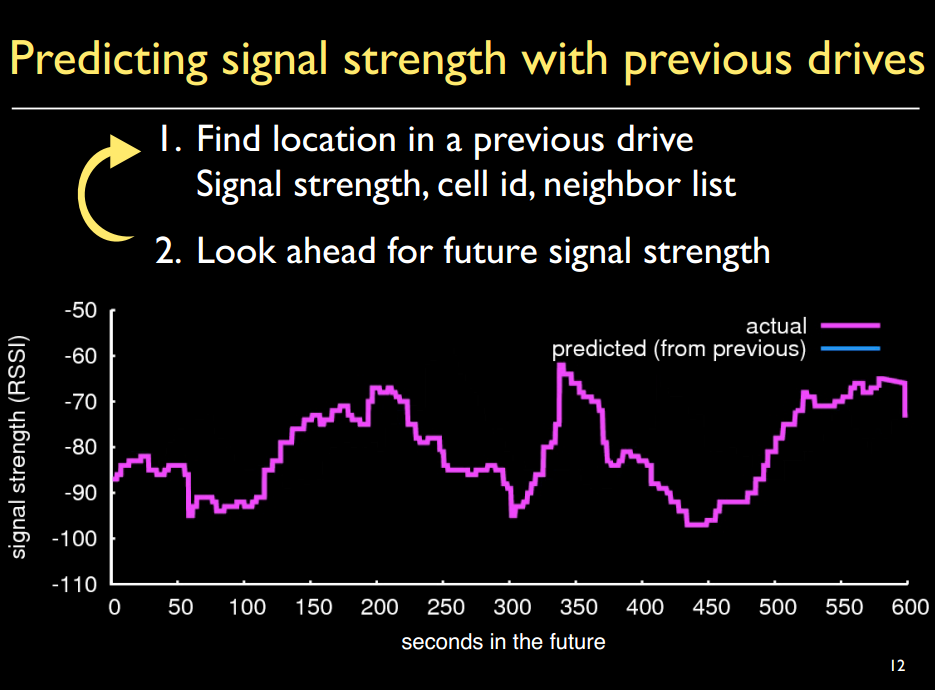 Predicting signal strength with previous drives
1. Find location in a previous drive
Signal strength, cell id, neighbor list
2. Look ahead for future signal strength
-50
-60
-70
-80
-90
-100
-110
signal strength (RSSI)
actual
predicted (from previous)
0 50 100 150 200 250 300 350 400 450 500 550 600
seconds in the future
12